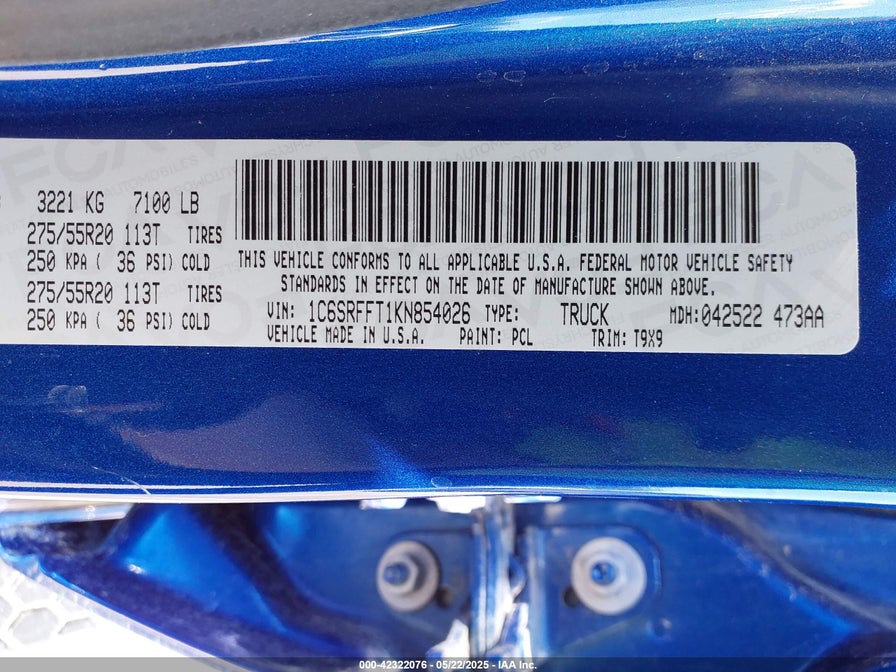 3221 KG 7100 LB
275/55R20 113T TIRES
250 KPA ( 36 PSI) COLD
275/55R20 113T TIRES
250 KPA ( 36 PSI) COLD
THIS VEHICLE CONFORMS TO ALL APPLICABLE U.S.A. FEDERAL MOTOR VEHICLE SAFETY
STANDARDS IN EFFECT ON THE DATE OF MANUFACTURE SHOWN ABOVE.
VIN: 1C6SRFFT1KN854026 TYPE: TRUCK MDH: 042522 473AA
VEHICLE MADE IN U.S.A. PAINT: PCL TRIM: T9X9
000-42322076 - 05/22/2025 - IAA Inc.